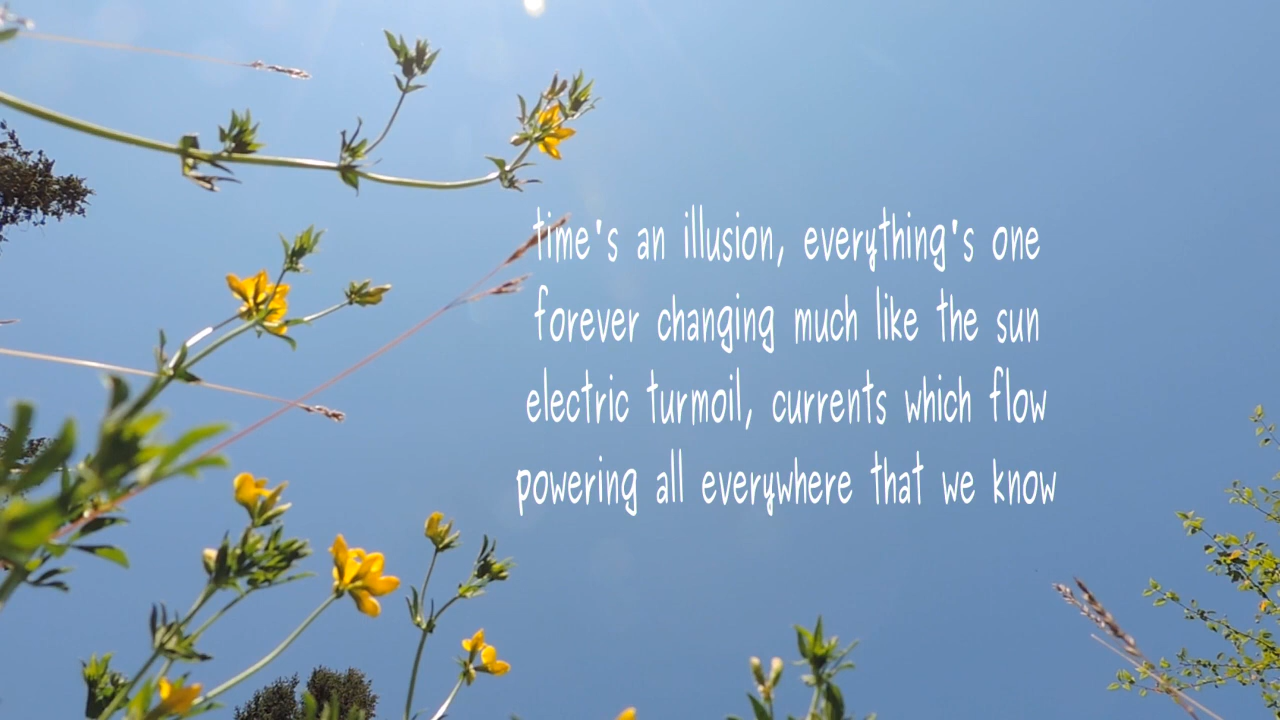 time's an illusion, everything's one
forever changing much like the sun
electric turmoil, currents which flow
powering all everywhere that we know